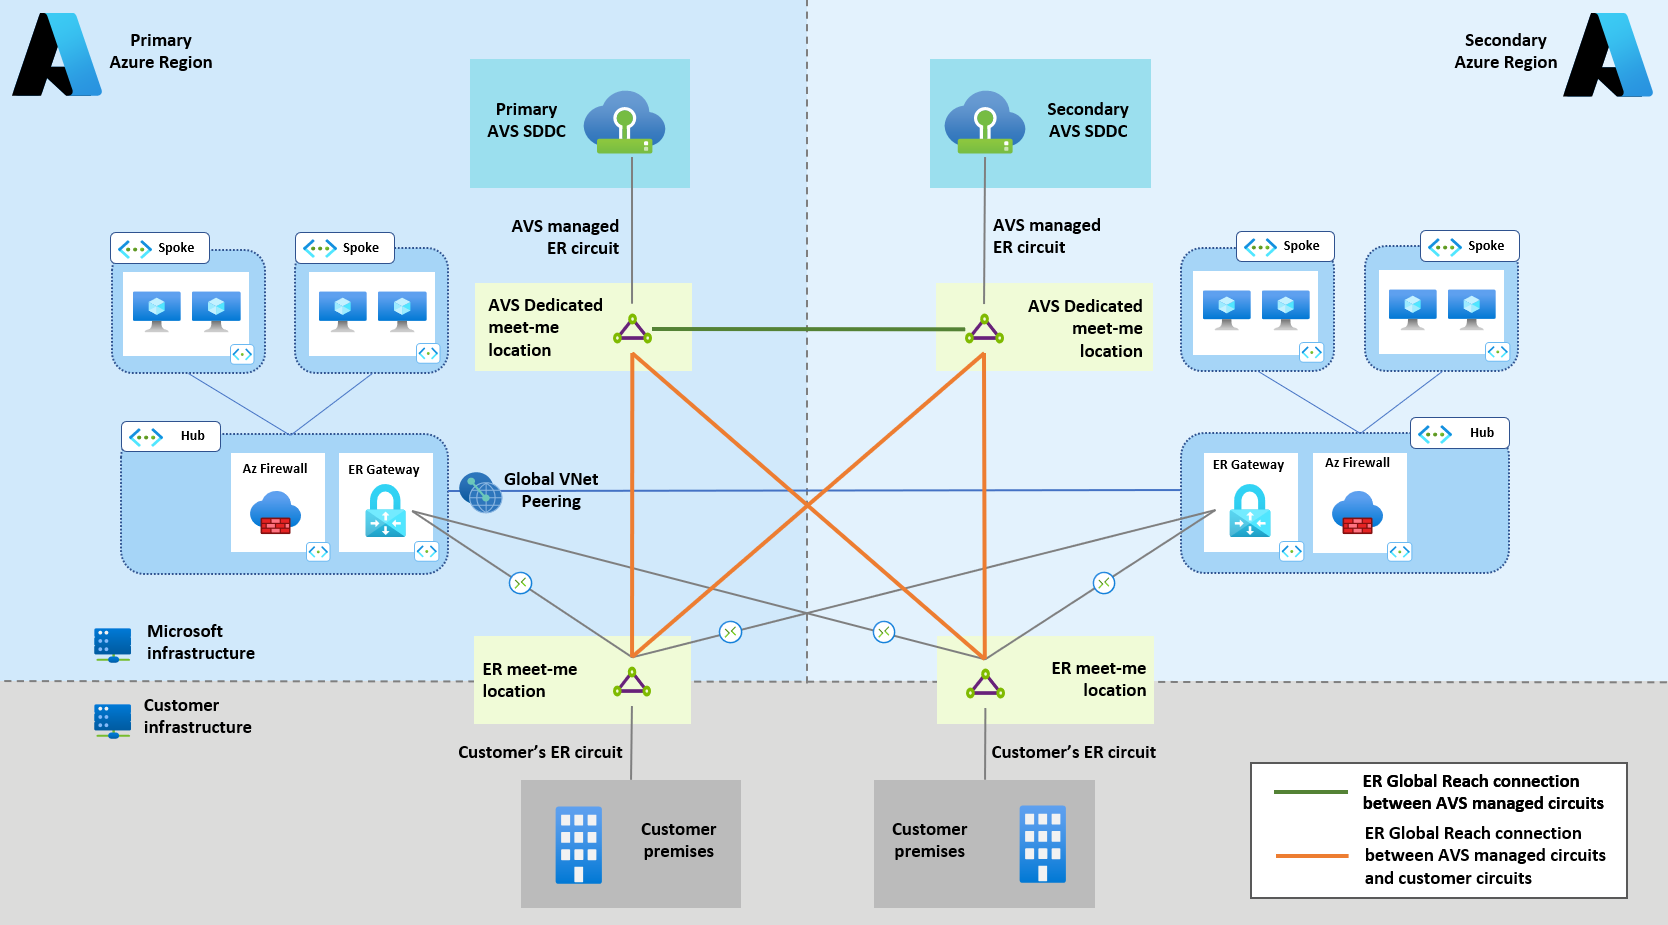 Primary
Azure Region
Secondary
Azure Region
Primary
AVS SDDC
Secondary
AVS SDDC
AVS managed
ER circuit
AVS managed
ER circuit
Spoke
Spoke
Spoke
Spoke
AVS Dedicated
meet-me
location
AVS Dedicated
meet-me
location
Hub
Az Firewall
ER Gateway
Global VNet
Peering
Hub
ER Gateway
Az Firewall
Microsoft
infrastructure
Customer
infrastructure
ER meet-me
location
ER meet-me
location
Customer's ER circuit
Customer's ER circuit
Customer
premises
Customer
premises
ER Global Reach connection
between AVS managed circuits
ER Global Reach connection
between AVS managed circuits
and customer circuits